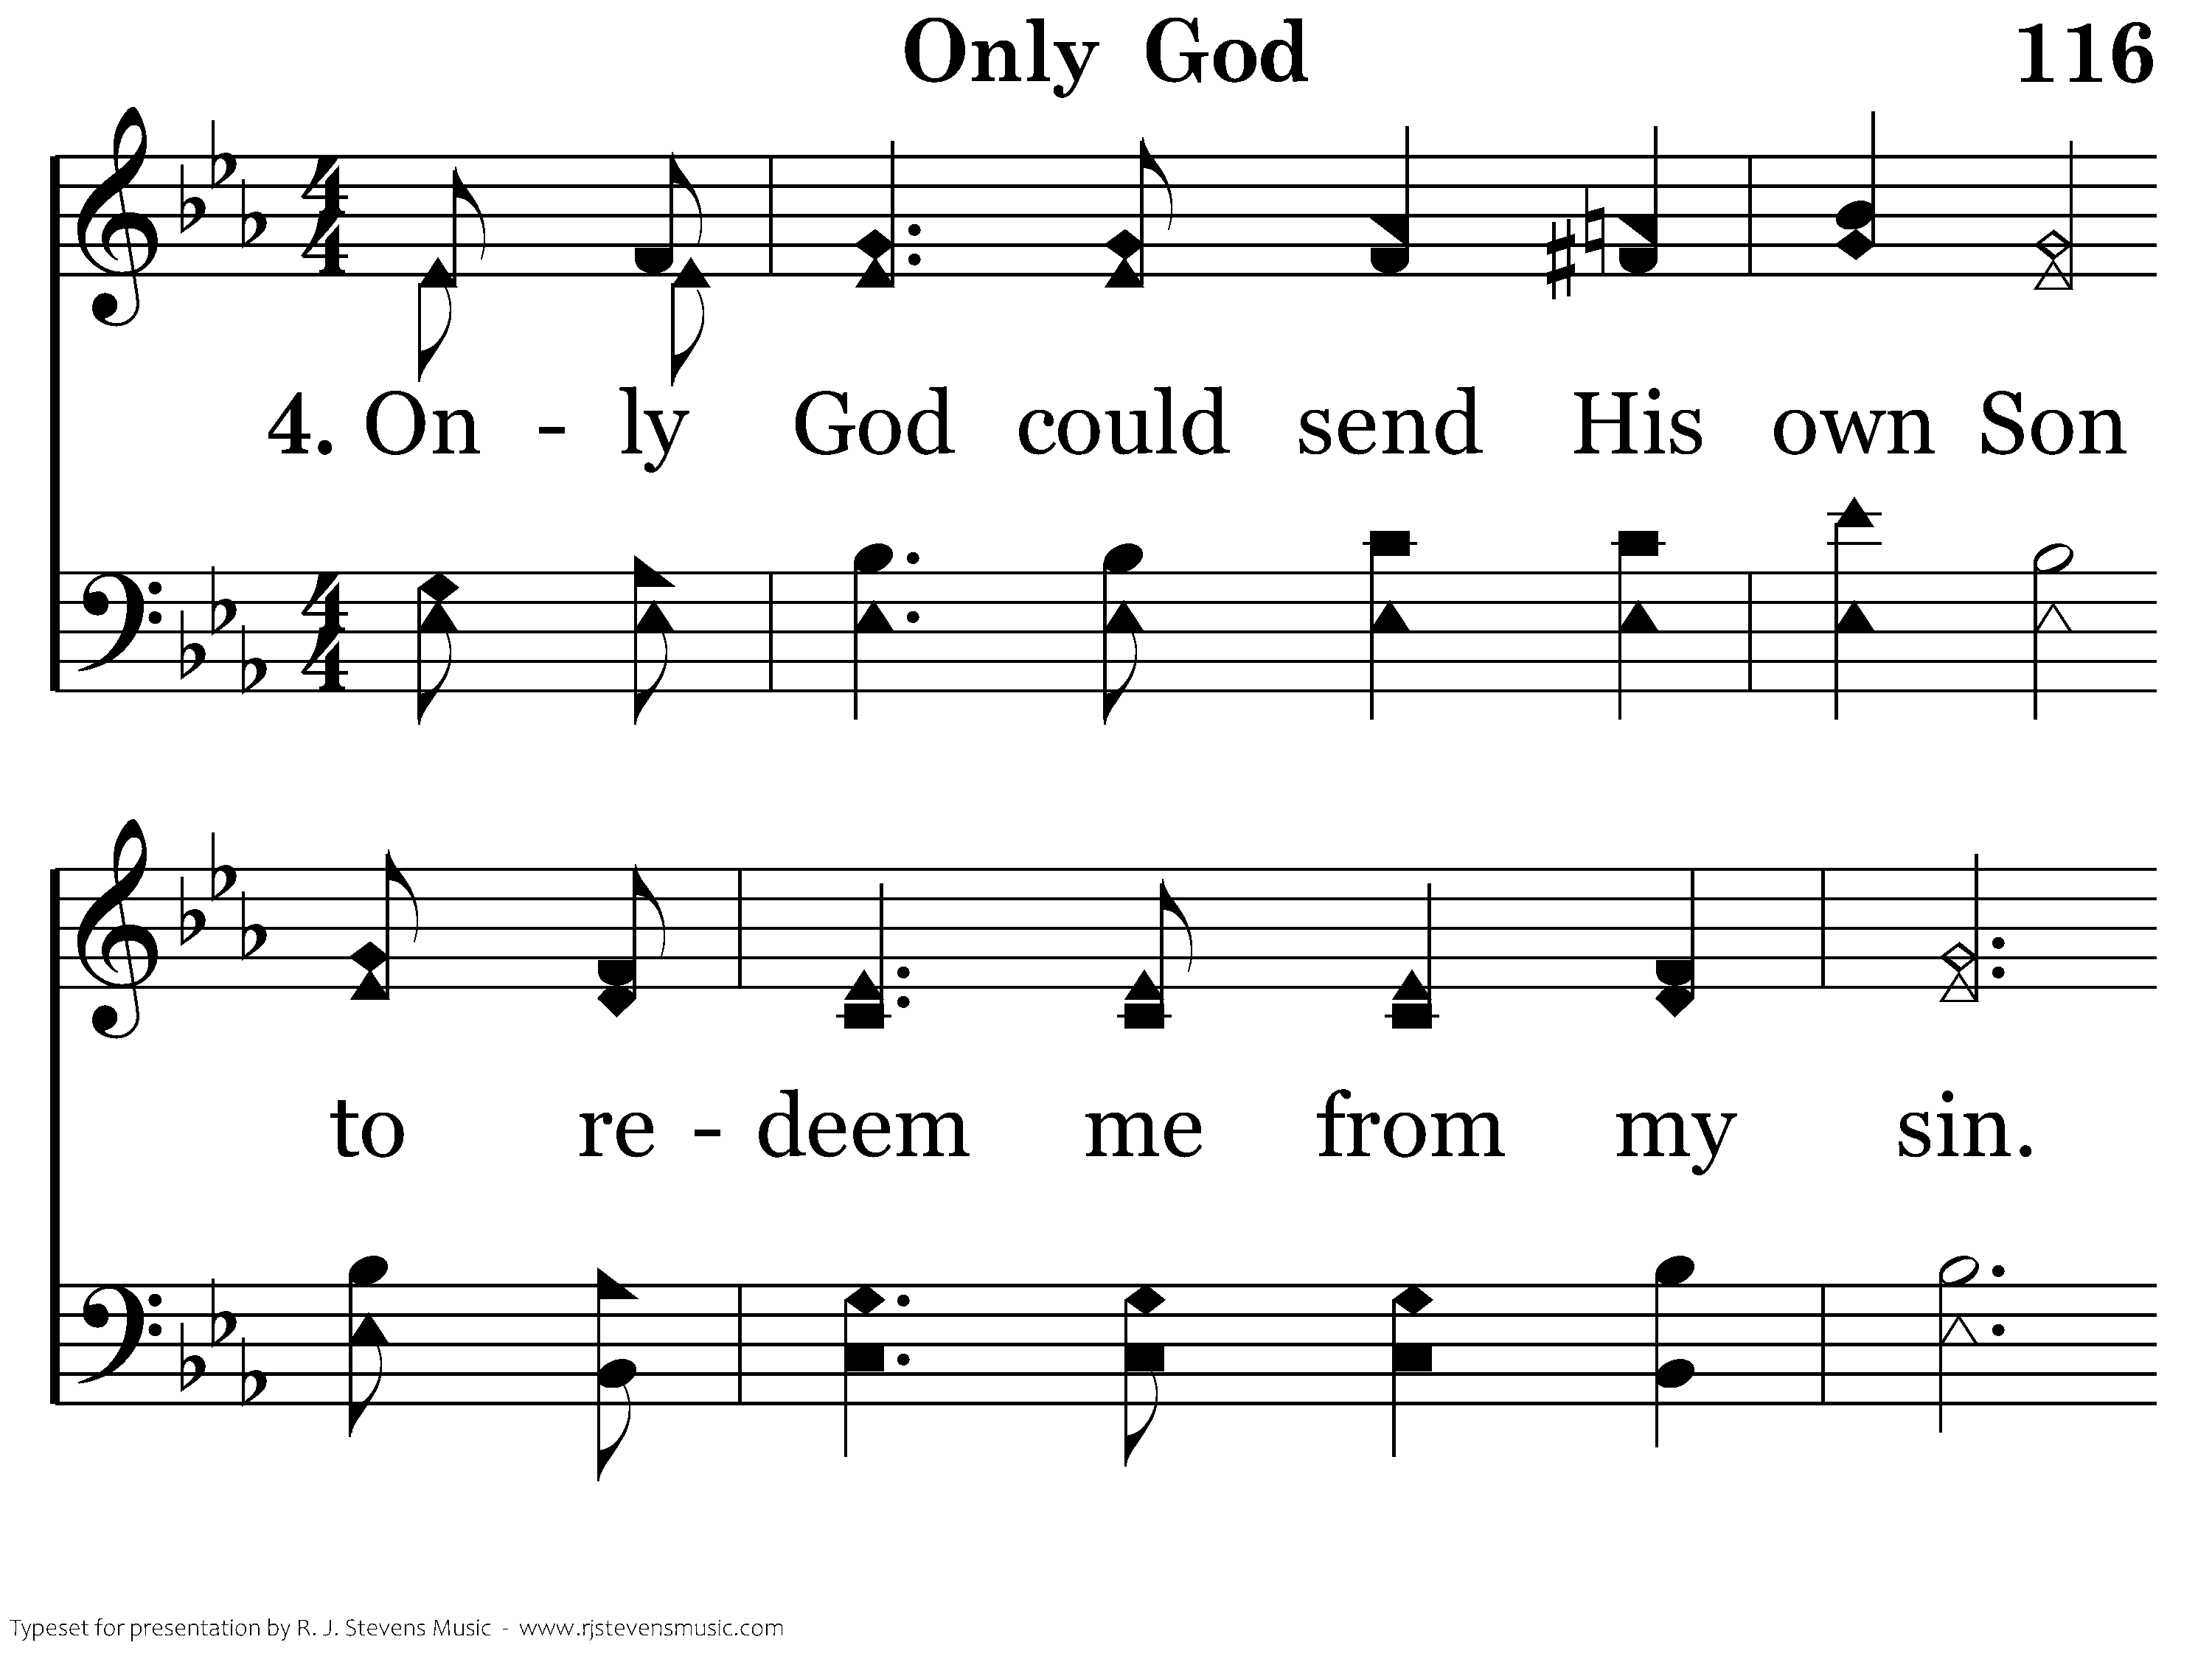 Only God 116
4. On - ly God could send His own Son
to re - deem me from my sin.
Typeset for presentation by R. J. Stevens Music - www.rjstevensmusic.com